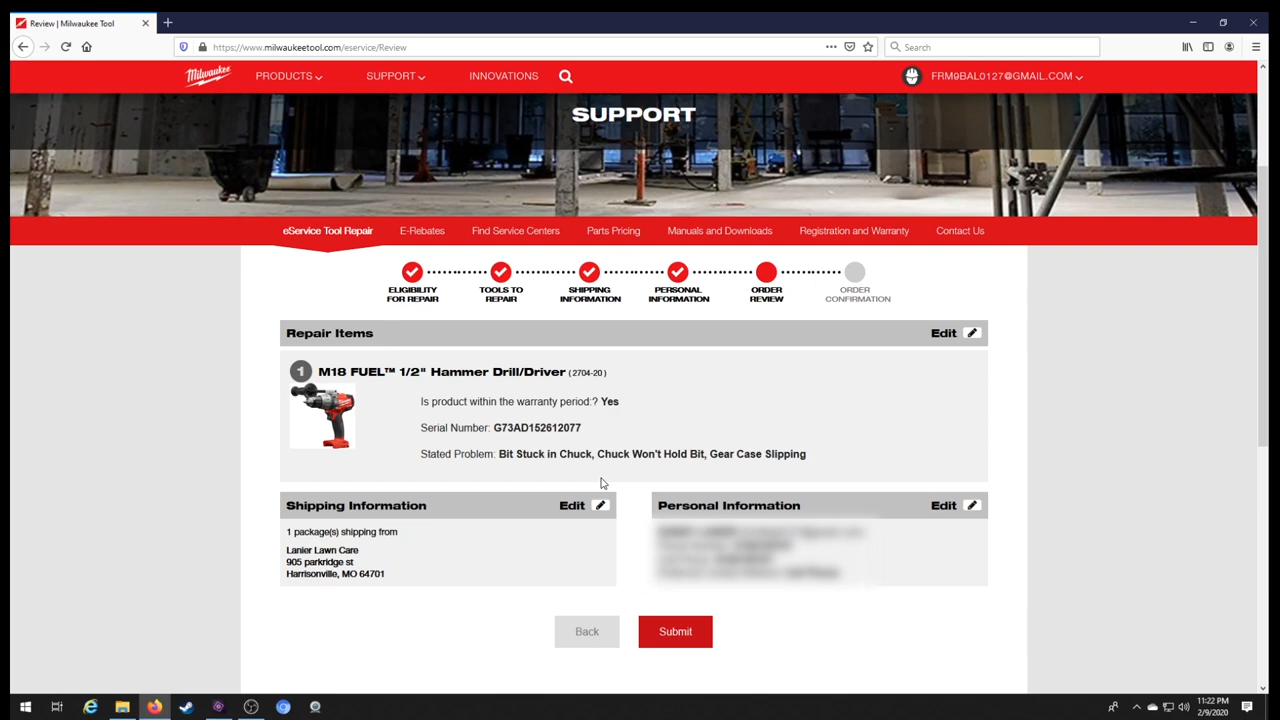 Review | Milwaukee Tool
https://www.milwaukeetool.com/eservice/Review
Search
Milwaukee
PRODUCTS
SUPPORT
INNOVATIONS
FRM9BAL0127@GMAIL.COM
SUPPORT
eService Tool Repair
E-Rebates
Find Service Centers
Parts Pricing
Manuals and Downloads
Registration and Warranty
Contact Us
ELIGIBILITY
FOR REPAIR
TOOLS TO
REPAIR
SHIPPING
INFORMATION
PERSONAL
INFORMATION
ORDER
REVIEW
ORDER
CONFIRMATION
Repair Items
Edit
1
M18 FUEL™ 1/2" Hammer Drill/Driver (2704-20)
Is product within the warranty period:? Yes
Serial Number: G73AD152612077
Stated Problem: Bit Stuck in Chuck, Chuck Won't Hold Bit, Gear Case Slipping
Shipping Information
Edit
1 package(s) shipping from
Lanier Lawn Care
905 parkridge st
Harrisonville, MO 64701
Personal Information
Edit
Back
Submit
11:22 PM
2/9/2020